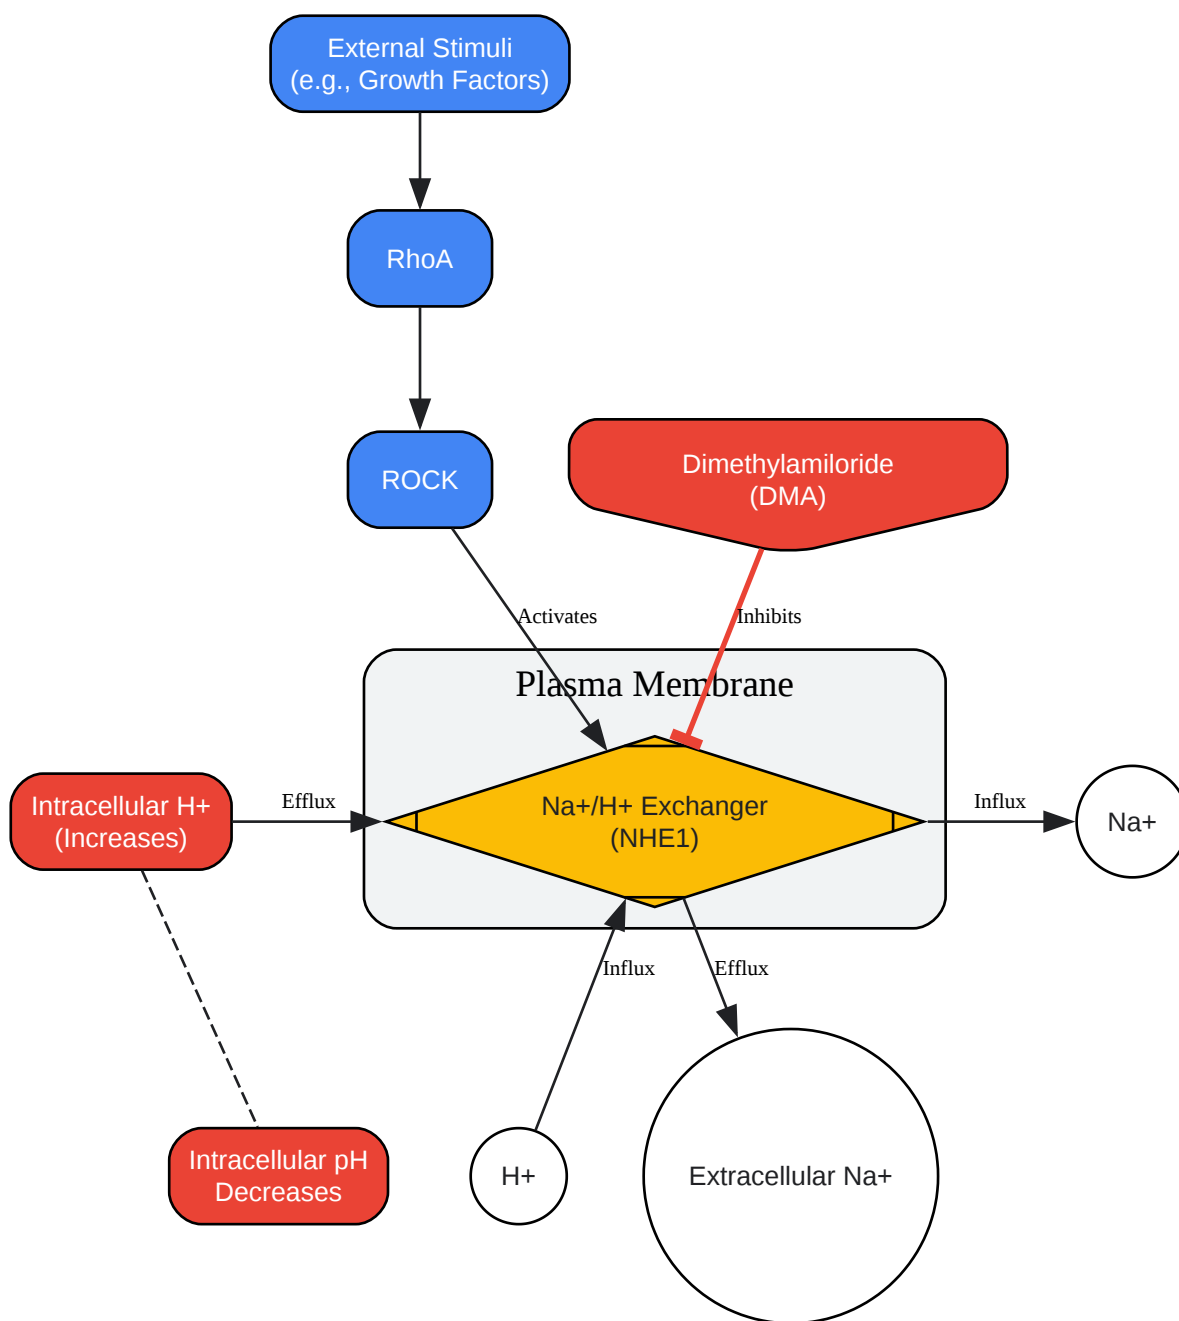 External Stimuli
(e.g., Growth Factors)
RhoA
ROCK
Dimethylamiloride
(DMA)
Activates
Inhibits
Plasma Membrane
Intracellular H+
(Increases)
Efflux
Na+/H+ Exchanger
(NHE1)
Influx
Na+
Influx
Efflux
Intracellular pH
Decreases
H+
Extracellular Na+